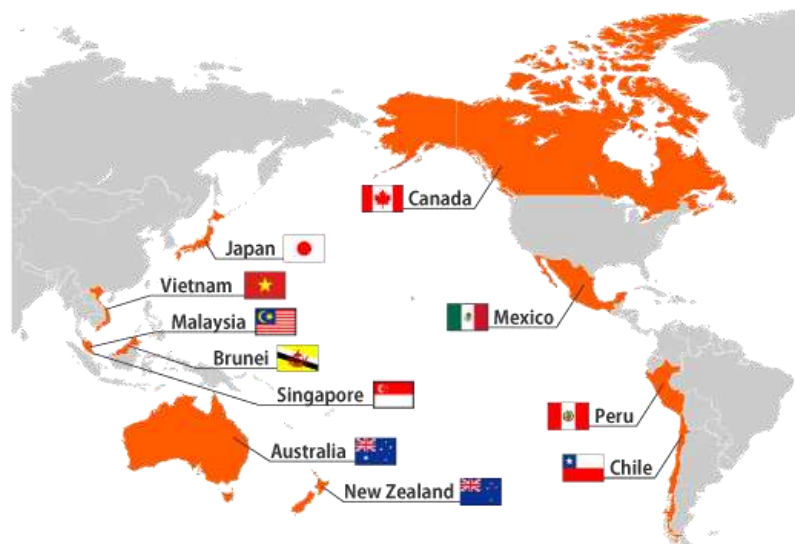 Canada
Japan
Vietnam
Malaysia
Mexico
Brunei
Singapore
Peru
Australia
Chile
New Zealand